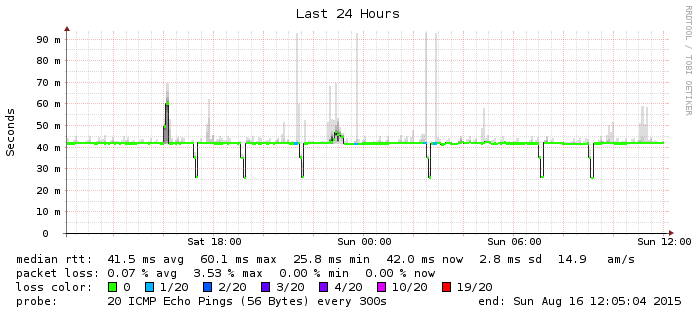 Last 24 Hours
RRDTOOL / TOBI OETIKER
Seconds
90 m
80 m
70 m
60 m
50 m
40 m
30 m
20 m
10 m
0
Sat 18:00 Sun 00:00 Sun 06:00 Sun 12:00
median rtt: 41.5 ms avg 60.1 ms max 25.8 ms min 42.0 ms now 2.8 ms sd 14.9 am/s
packet loss: 0.07 % avg 3.53 % max 0.00 % min 0.00 % now
loss color: 0 1/20 2/20 3/20 4/20 10/20 19/20
probe: 20 ICMP Echo Pings (56 Bytes) every 300s end: Sun Aug 16 12:05:04 2015